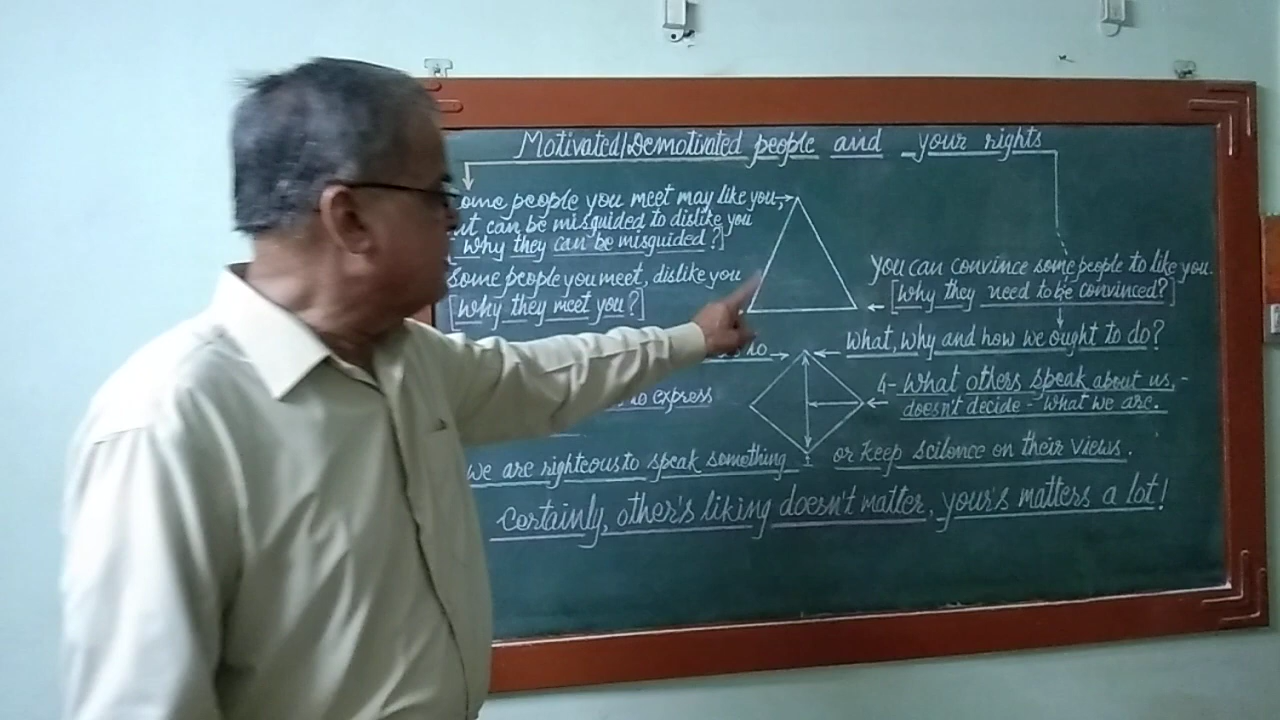 Motivated/Demotivated people and your rights
ome people you meet may like you,
ut can be misguided to dislike you
[why they can be misguided?]
Some people you meet, dislike you
[why they meet you?]
you can convince some people to like you.
[why they need to be convinced?]
to
what, why and how we ought to do?
to express
4- what others speak about us, -
doesn't decide - what we are.
we are righteous to speak something
or keep scilence on their views.
certainly, other's liking doesn't matter, your's matters a lot!